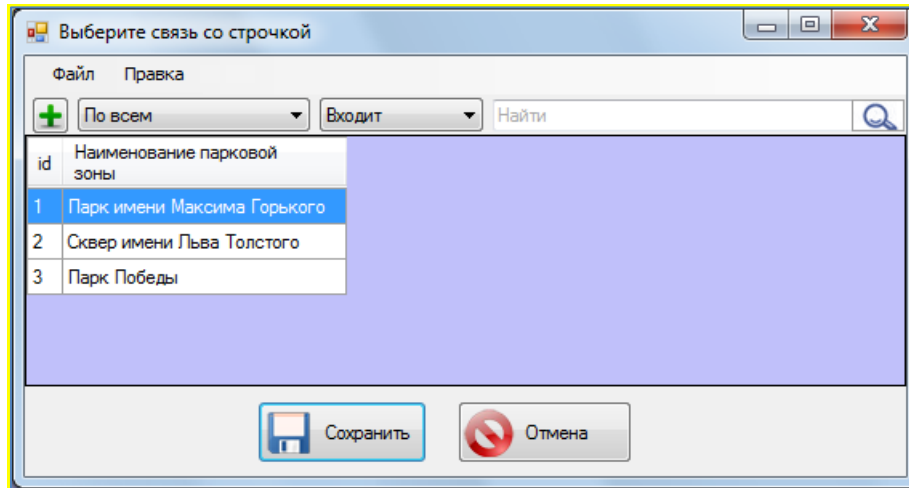 Выберите связь со строчкой
Файл Правка
По всем Входит Найти
id Наименование парковой
зоны
1 Парк имени Максима Горького
2 Сквер имени Льва Толстого
3 Парк Победы
Сохранить Отмена